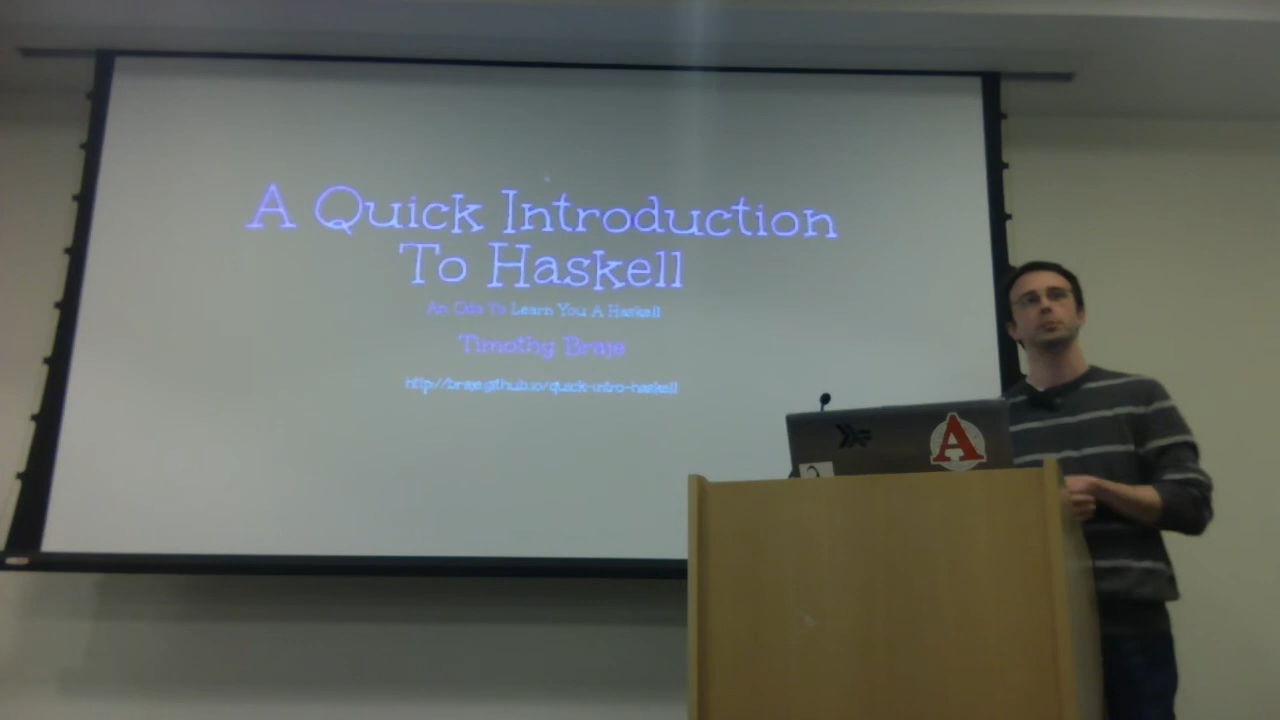 A Quick Introduction
To Haskell
An Ode To Learn You A Haskell
Timothy Braje
http://braje.github.io/quick-intro-haskell
A